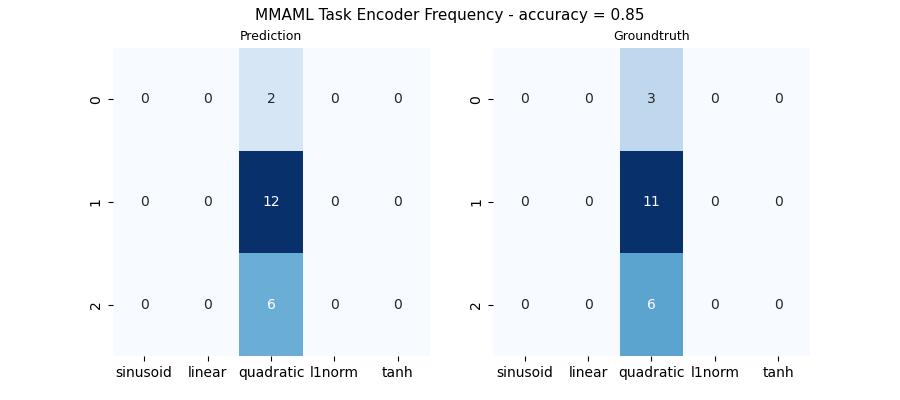 MMAML Task Encoder Frequency - accuracy = 0.85
Prediction
0 0 0 2 0 0
1 0 0 12 0 0
2 0 0 6 0 0
sinusoid linear quadratic l1norm tanh
Groundtruth
0 0 0 3 0 0
1 0 0 11 0 0
2 0 0 6 0 0
sinusoid linear quadratic l1norm tanh